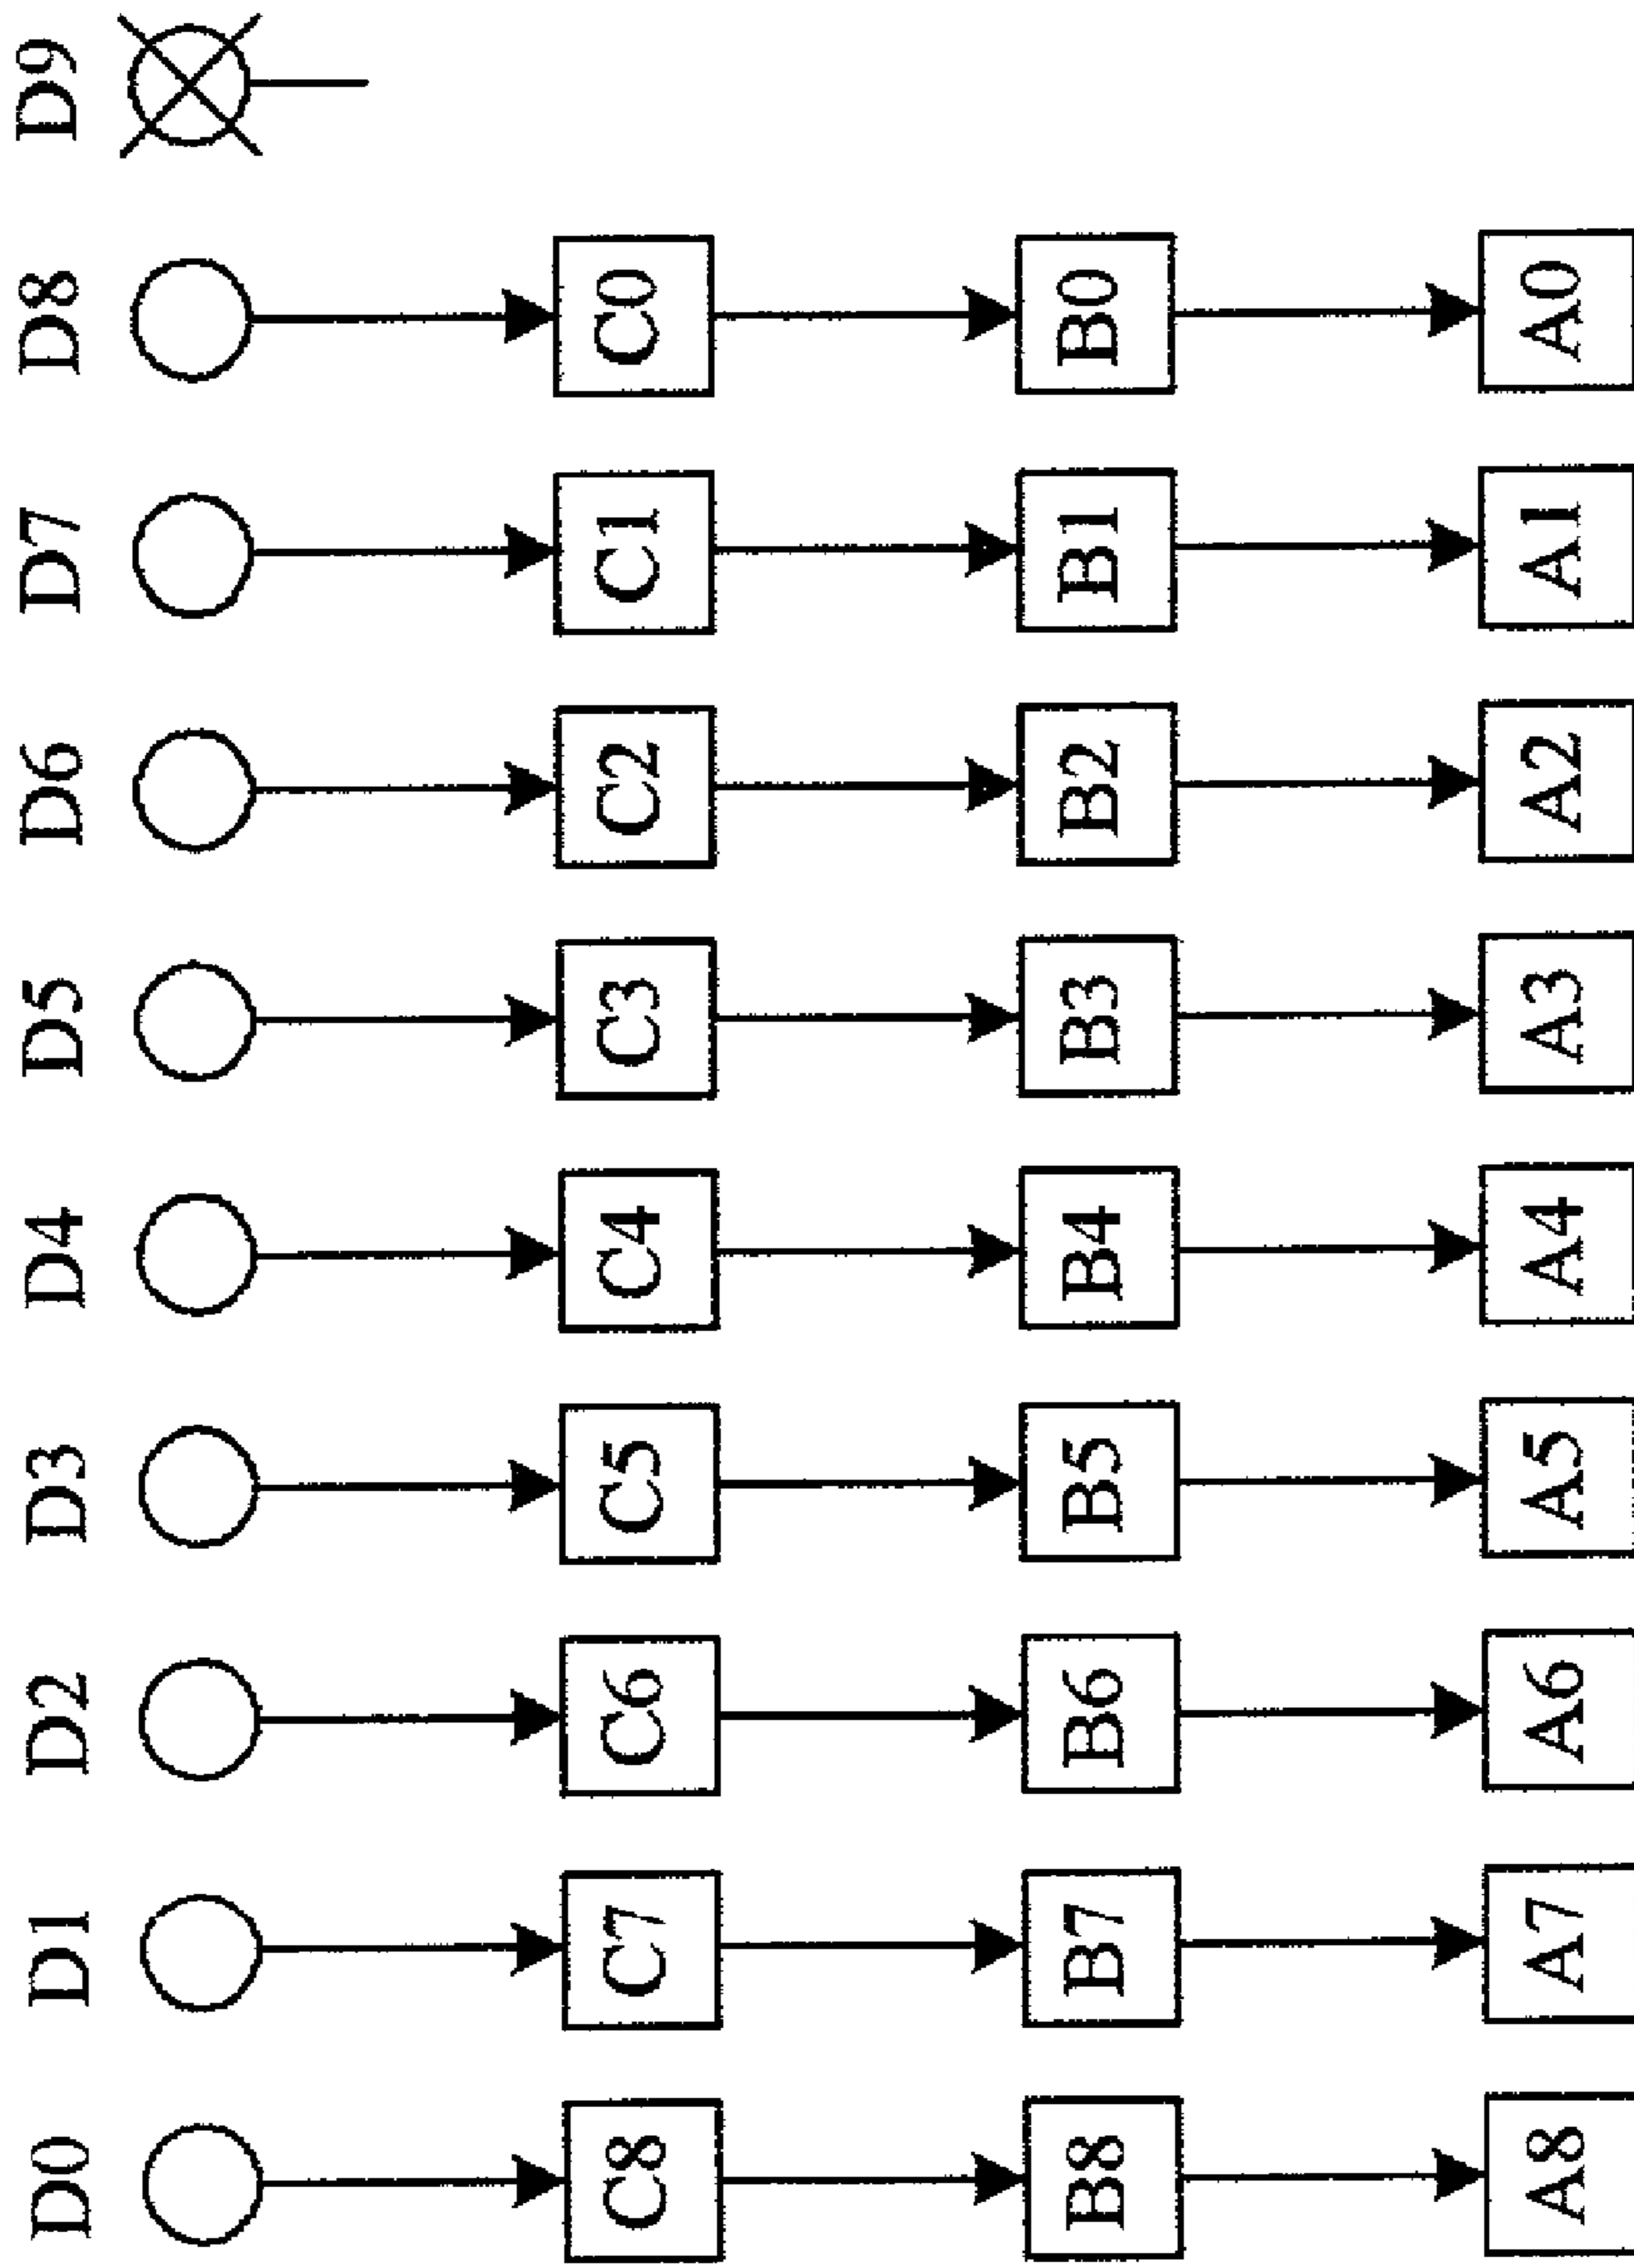 D0 D1 D2 D3 D4 D5 D6 D7 D8 D9
C8 C7 C6 C5 C4 C3 C2 C1 C0
B8 B7 B6 B5 B4 B3 B2 B1 B0
A8 A7 A6 A5 A4 A3 A2 A1 A0